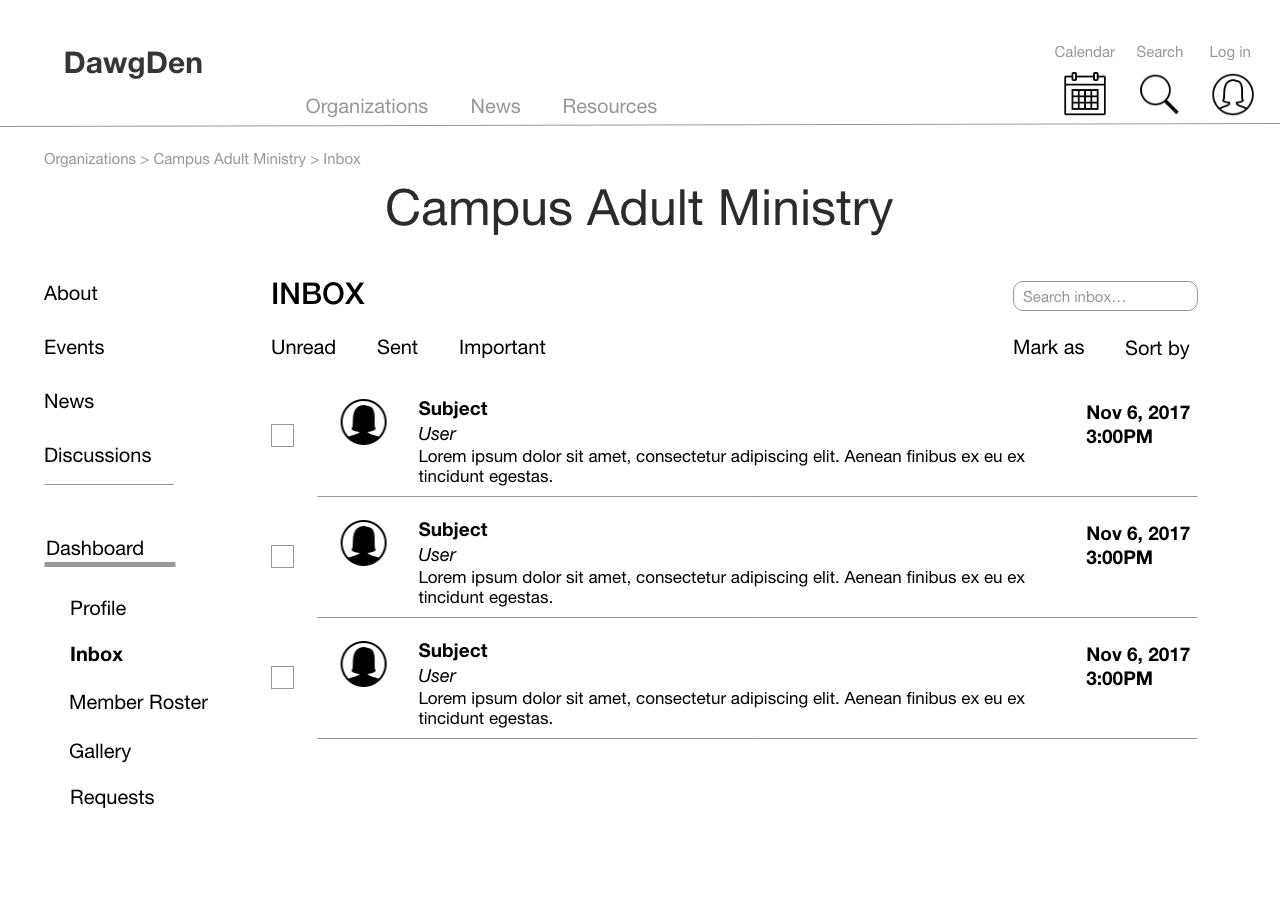 DawgDen
Calendar Search Log in
Organizations News Resources
Organizations > Campus Adult Ministry > Inbox
Campus Adult Ministry
About
Events
News
Discussions
Dashboard
Profile
Inbox
Member Roster
Gallery
Requests
INBOX
Search inbox...
Unread Sent Important
Mark as Sort by
Subject
User
Lorem ipsum dolor sit amet, consectetur adipiscing elit. Aenean finibus ex eu ex
tincidunt egestas.
Nov 6, 2017
3:00PM
Subject
User
Lorem ipsum dolor sit amet, consectetur adipiscing elit. Aenean finibus ex eu ex
tincidunt egestas.
Nov 6, 2017
3:00PM
Subject
User
Lorem ipsum dolor sit amet, consectetur adipiscing elit. Aenean finibus ex eu ex
tincidunt egestas.
Nov 6, 2017
3:00PM